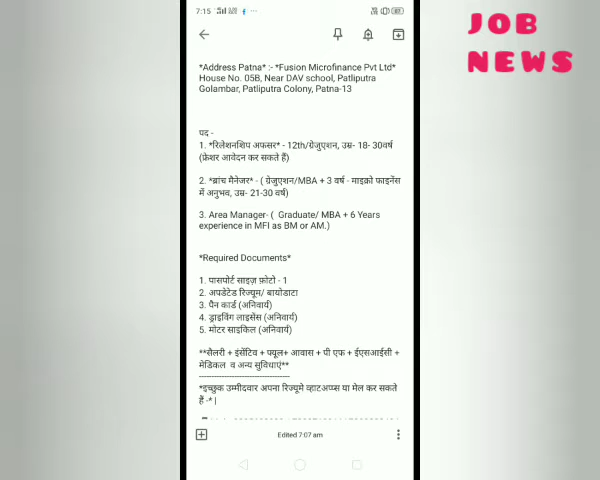 7:15
JOB
NEWS
*Address Patna* :- *Fusion Microfinance Pvt Ltd*
House No. 05B, Near DAV school, Patliputra
Golambar, Patliputra Colony, Patna-13
पद -
1. *रिलेशनशिप अफसर* - 12th/ग्रेजुएशन, उम्र- 18- 30वर्ष
(फ्रेशर आवेदन कर सकते हैं)
2. *ब्रांच मैनेजर* - ( ग्रेजुएशन/MBA + 3 वर्ष - माइक्रो फाइनेंस
में अनुभव, उम्र- 21-30 वर्ष)
3. Area Manager- ( Graduate/ MBA + 6 Years
experience in MFI as BM or AM.)
*Required Documents*
1. पासपोर्ट साइज़ फ़ोटो - 1
2. अपडेटेड रिज्यूम/ बायोडाटा
3. पैन कार्ड (अनिवार्य)
4. ड्राइविंग लाइसेंस (अनिवार्य)
5. मोटर साइकिल (अनिवार्य)
**सैलरी + इंसेंटिव + फ्यूल+ आवास + पी एफ + ईएसआईसी +
मेडिकल व अन्य सुविधाएं**
------------------------------------
*इच्छुक उम्मीदवार अपना रिज्यूमे व्हाटअप्प्स या मेल कर सकते
हैं -* |
Edited 7:07 am